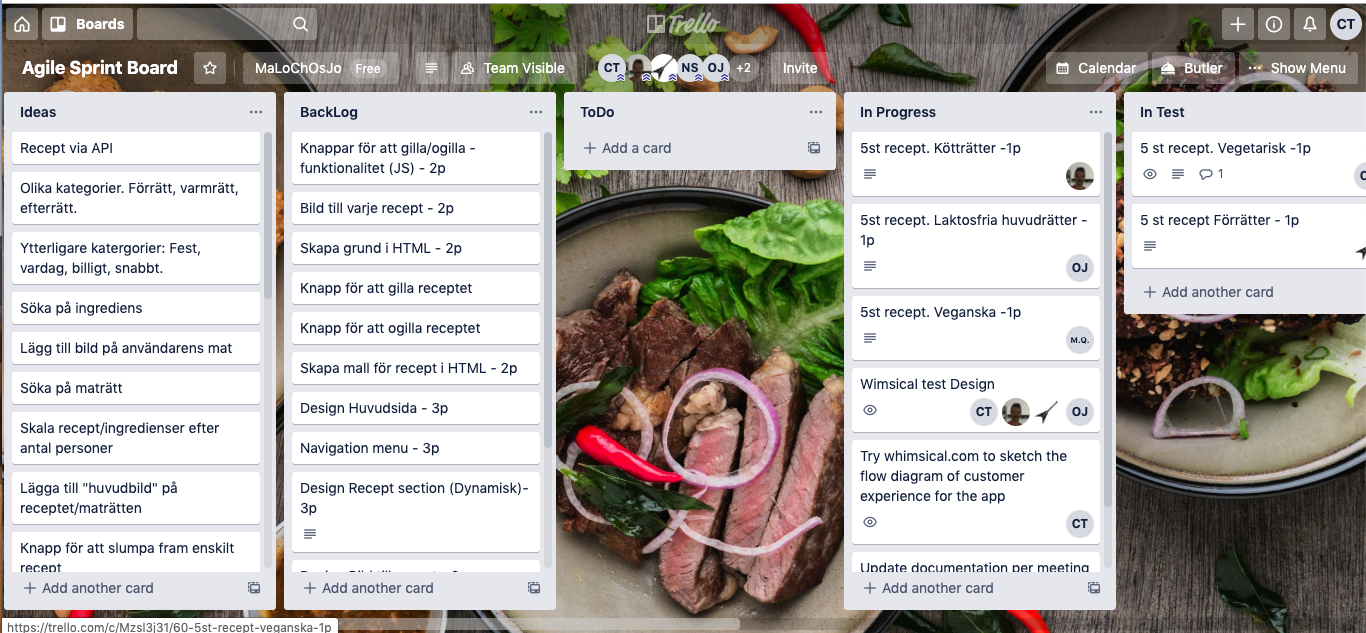 Boards
Trello
CT
Agile Sprint Board
MaLoChOsJo
Free
Team Visible
CT
NS
OJ
+2
Invite
Calendar
Butler
Show Menu
Ideas
Recept via API
Olika kategorier. Förrätt, varmrätt,
efterrätt.
Ytterligare katergorier: Fest,
vardag, billigt, snabbt.
Söka på ingrediens
Lägg till bild på användarens mat
Söka på maträtt
Skala recept/ingredienser efter
antal personer
Lägga till "huvudbild" på
receptet/maträtten
Knapp för att slumpa fram enskilt
recept
Add another card
BackLog
Knappar för att gilla/ogilla -
funktionalitet (JS) - 2p
Bild till varje recept - 2p
Skapa grund i HTML - 2p
Knapp för att gilla receptet
Knapp för att ogilla receptet
Skapa mall för recept i HTML - 2p
Design Huvudsida - 3p
Navigation menu - 3p
Design Recept section (Dynamisk)-
3p
Add another card
ToDo
Add a card
In Progress
5st recept. Kötträtter -1p
5st recept. Laktosfria huvudrätter -
1p
OJ
5st recept. Veganska -1p
M.Q.
Wimsical test Design
CT
OJ
Try whimsical.com to sketch the
flow diagram of customer
experience for the app
CT
Update documentation per meeting
Add another card
In Test
5 st recept. Vegetarisk -1p
1
5 st recept Förrätter - 1p
Add another card
https://trello.com/c/Mzsl3j31/60-5st-recept-veganska-1p